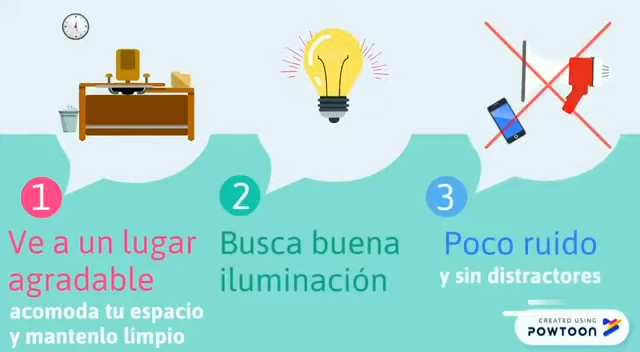 1
Ve a un lugar
agradable
acomoda tu espacio
y mantenlo limpio
2
Busca buena
iluminación
3
Poco ruido
y sin distractores
CREATED USING
POWTOON